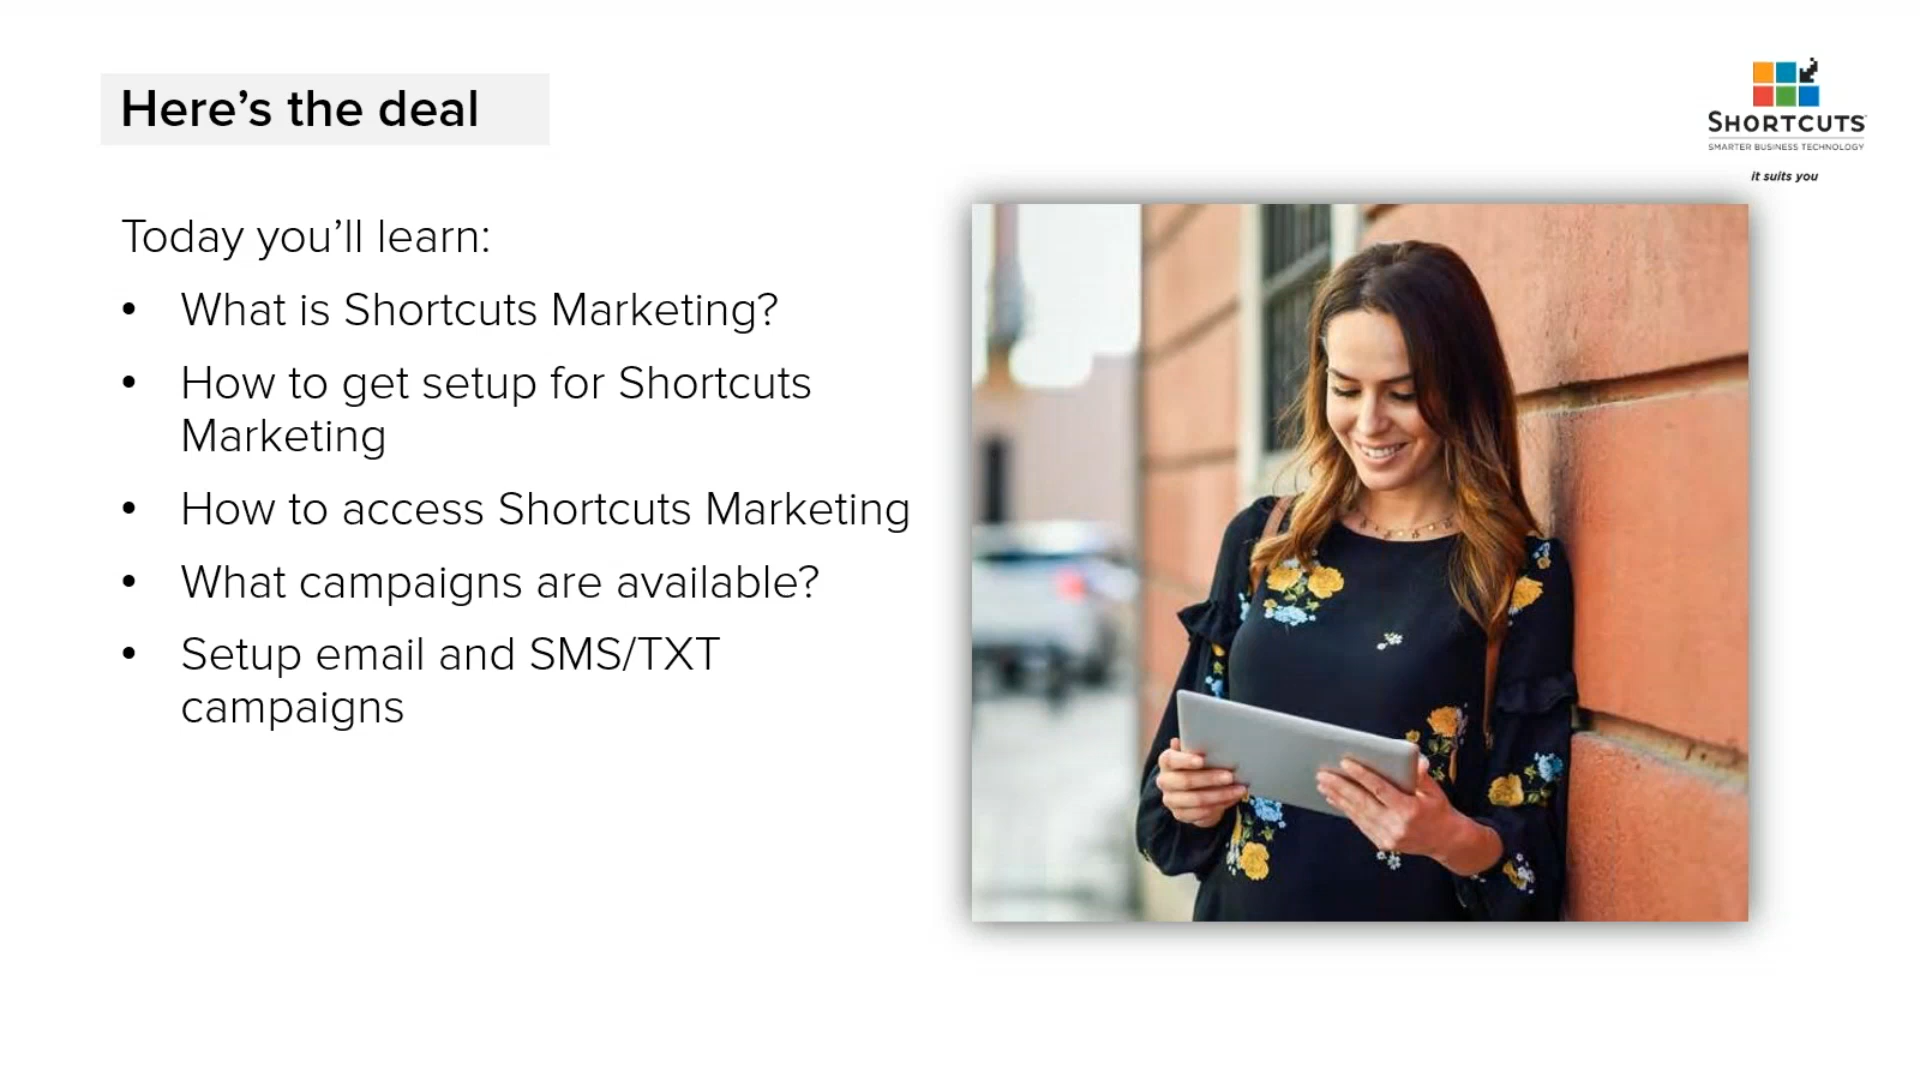 Here’s the deal
SHORTCUTS
SMARTER BUSINESS TECHNOLOGY
it suits you
Today you’ll learn:
• What is Shortcuts Marketing?
• How to get setup for Shortcuts
Marketing
• How to access Shortcuts Marketing
• What campaigns are available?
• Setup email and SMS/TXT
campaigns